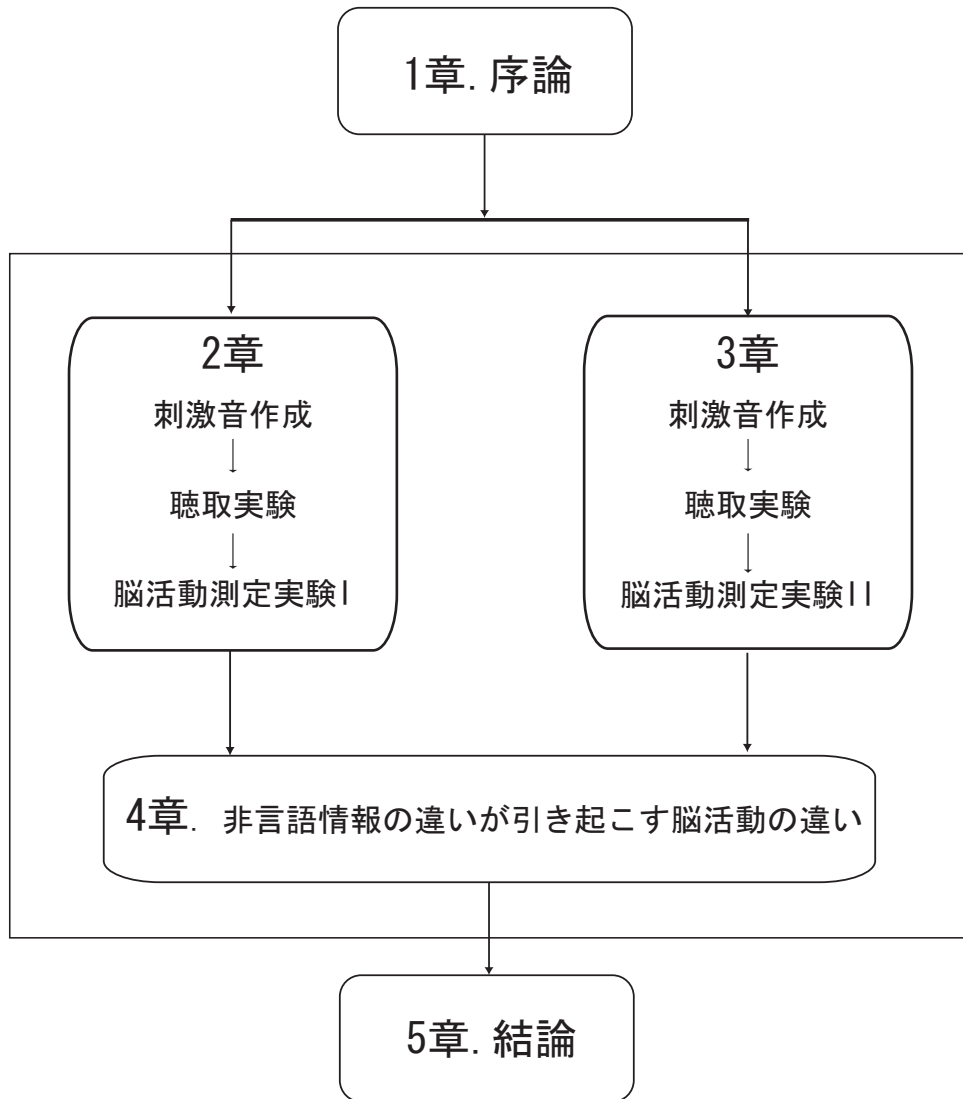 1章. 序論
2章
刺激音作成
聴取実験
脳活動測定実験I
3章
刺激音作成
聴取実験
脳活動測定実験II
4章. 非言語情報の違いが引き起こす脳活動の違い
5章. 結論